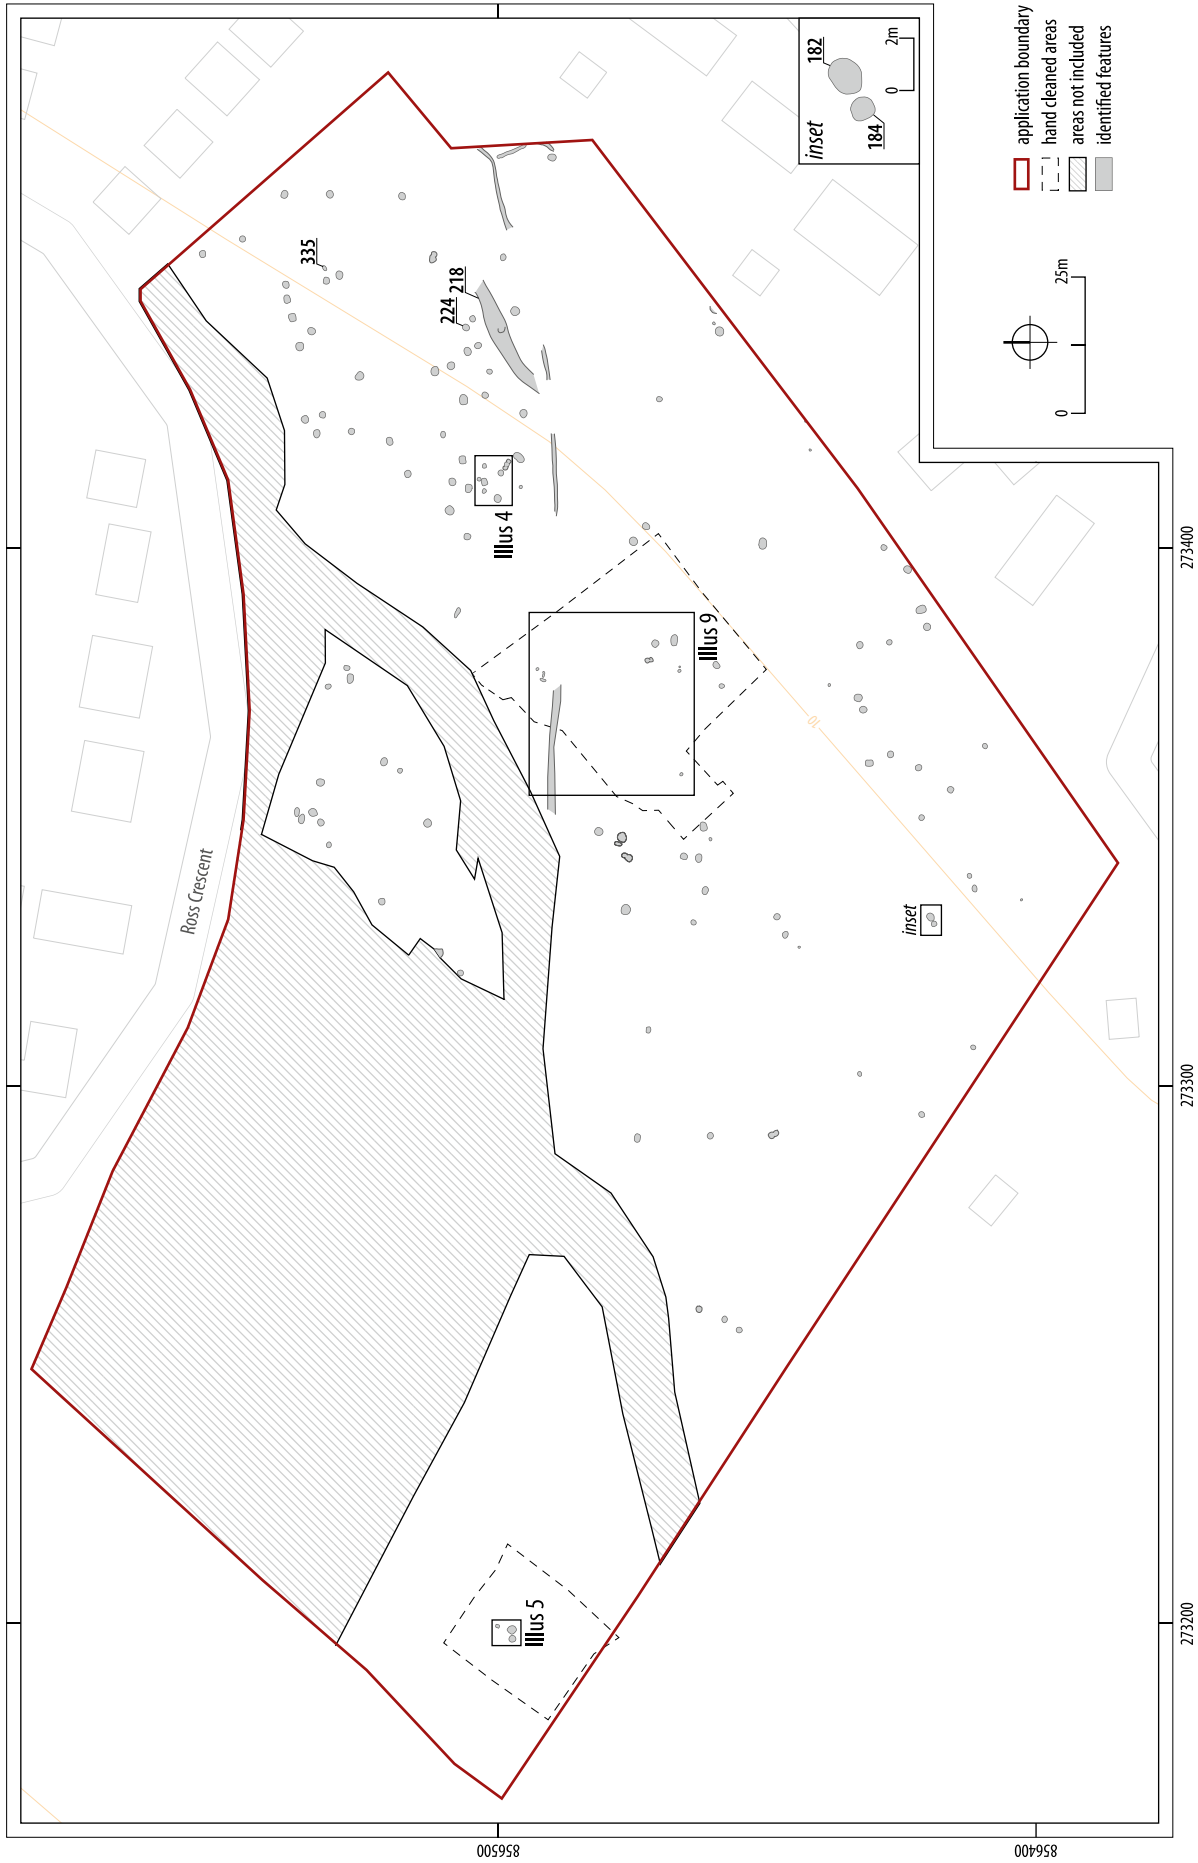 Ross Crescent
335
224
218
Illus 4
Illus 9
10
inset
Illus 5
inset
182
184
0 2m
application boundary
hand cleaned areas
areas not included
identified features
0 25m
273200
273300
273400
856500
856400